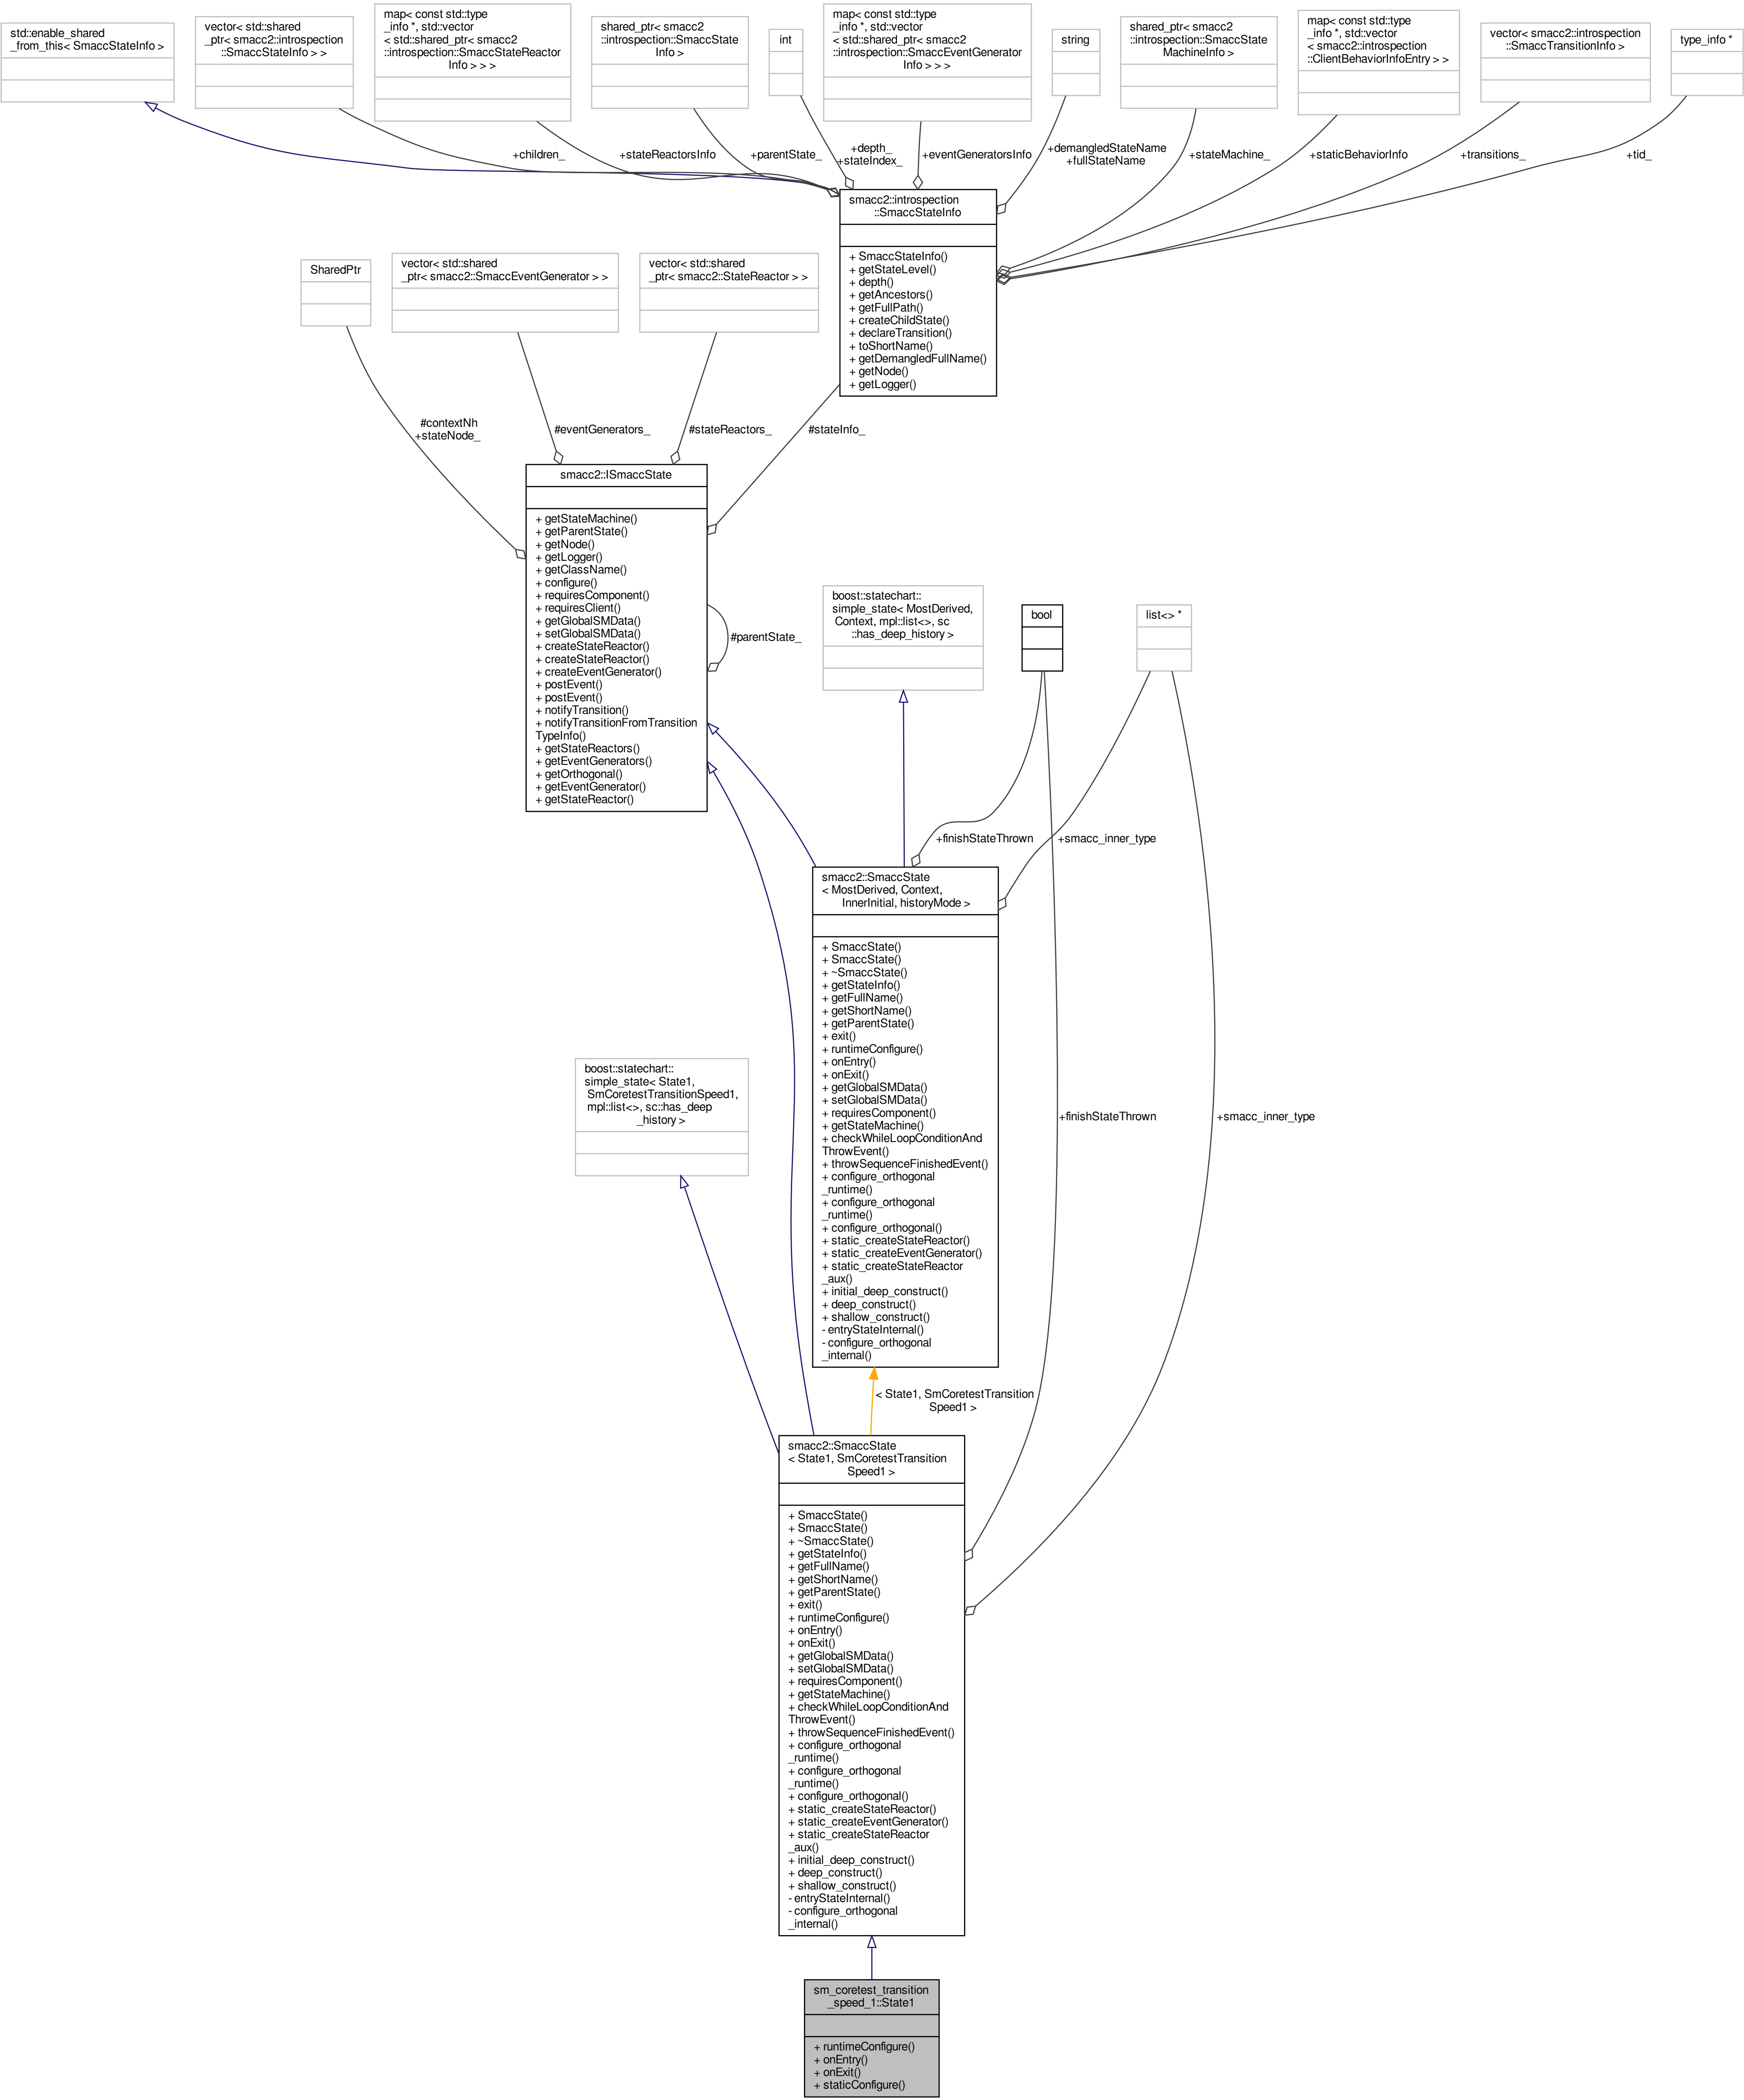 std::enable_shared
_from_this< SmaccStateInfo >
vector< std::shared
_ptr< smacc2::introspection
::SmaccStateInfo > >
map< const std::type
_info *, std::vector
< std::shared_ptr< smacc2
::introspection::SmaccStateReactor
Info > > >
shared_ptr< smacc2
::introspection::SmaccState
Info >
int
map< const std::type
_info *, std::vector
< std::shared_ptr< smacc2
::introspection::SmaccEventGenerator
Info > > >
string
shared_ptr< smacc2
::introspection::SmaccState
MachineInfo >
map< const std::type
_info *, std::vector
< smacc2::introspection
::ClientBehaviorInfoEntry > >
vector< smacc2::introspection
::SmaccTransitionInfo >
type_info *
+children_
+stateReactorsInfo
+parentState_
+depth_
+stateIndex_
+eventGeneratorsInfo
+demangledStateName
+fullStateName
+stateMachine_
+staticBehaviorInfo
+transitions_
+tid_
smacc2::introspection
::SmaccStateInfo
+ SmaccStateInfo()
+ getStateLevel()
+ depth()
+ getAncestors()
+ getFullPath()
+ createChildState()
+ declareTransition()
+ toShortName()
+ getDemangledFullName()
+ getNode()
+ getLogger()
SharedPtr
vector< std::shared
_ptr< smacc2::SmaccEventGenerator > >
vector< std::shared
_ptr< smacc2::StateReactor > >
#contextNh
+stateNode_
#eventGenerators_
#stateReactors_
#stateInfo_
smacc2::ISmaccState
+ getStateMachine()
+ getParentState()
+ getNode()
+ getLogger()
+ getClassName()
+ configure()
+ requiresComponent()
+ requiresClient()
+ getGlobalSMData()
+ setGlobalSMData()
+ createStateReactor()
+ createStateReactor()
+ createEventGenerator()
+ postEvent()
+ postEvent()
+ notifyTransition()
+ notifyTransitionFromTransition
TypeInfo()
+ getStateReactors()
+ getEventGenerators()
+ getOrthogonal()
+ getEventGenerator()
+ getStateReactor()
#parentState_
boost::statechart::
simple_state< MostDerived,
Context, mpl::list<>, sc
::has_deep_history >
bool
list<> *
+finishStateThrown
+smacc_inner_type
smacc2::SmaccState
< MostDerived, Context,
InnerInitial, historyMode >
+ SmaccState()
+ SmaccState()
+ ~SmaccState()
+ getStateInfo()
+ getFullName()
+ getShortName()
+ getParentState()
+ exit()
+ runtimeConfigure()
+ onEntry()
+ onExit()
+ getGlobalSMData()
+ setGlobalSMData()
+ requiresComponent()
+ getStateMachine()
+ checkWhileLoopConditionAnd
ThrowEvent()
+ throwSequenceFinishedEvent()
+ configure_orthogonal
_runtime()
+ configure_orthogonal
_runtime()
+ configure_orthogonal()
+ static_createStateReactor()
+ static_createEventGenerator()
+ static_createStateReactor
_aux()
+ initial_deep_construct()
+ deep_construct()
+ shallow_construct()
- entryStateInternal()
- configure_orthogonal
_internal()
boost::statechart::
simple_state< State1,
SmCoretestTransitionSpeed1,
mpl::list<>, sc::has_deep
_history >
+finishStateThrown
+smacc_inner_type
< State1, SmCoretestTransition
Speed1 >
smacc2::SmaccState
< State1, SmCoretestTransition
Speed1 >
+ SmaccState()
+ SmaccState()
+ ~SmaccState()
+ getStateInfo()
+ getFullName()
+ getShortName()
+ getParentState()
+ exit()
+ runtimeConfigure()
+ onEntry()
+ onExit()
+ getGlobalSMData()
+ setGlobalSMData()
+ requiresComponent()
+ getStateMachine()
+ checkWhileLoopConditionAnd
ThrowEvent()
+ throwSequenceFinishedEvent()
+ configure_orthogonal
_runtime()
+ configure_orthogonal
_runtime()
+ configure_orthogonal()
+ static_createStateReactor()
+ static_createEventGenerator()
+ static_createStateReactor
_aux()
+ initial_deep_construct()
+ deep_construct()
+ shallow_construct()
- entryStateInternal()
- configure_orthogonal
_internal()
sm_coretest_transition
_speed_1::State1
+ runtimeConfigure()
+ onEntry()
+ onExit()
+ staticConfigure()